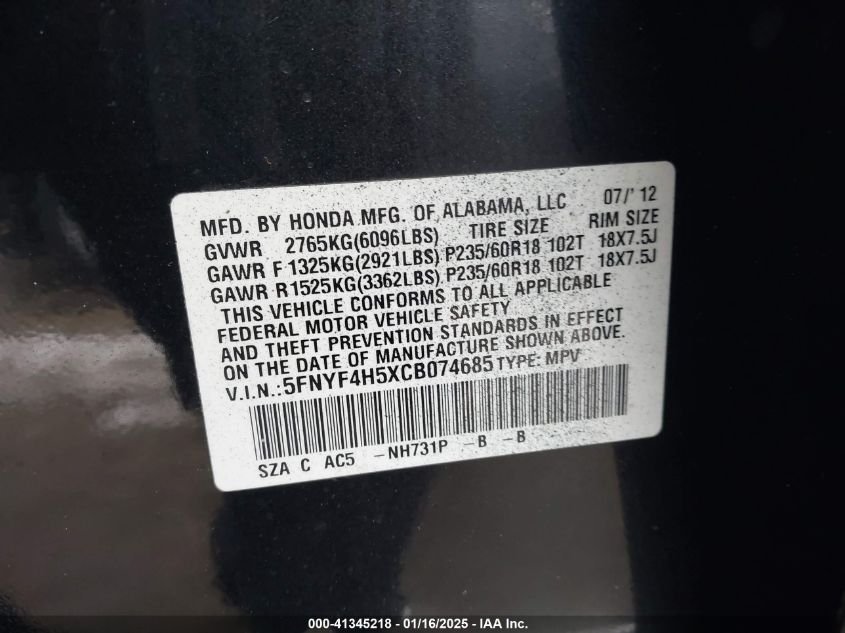 MFD. BY HONDA MFG. OF ALABAMA, LLC 07/'12
GVWR 2765KG(6096LBS) TIRE SIZE RIM SIZE
GAWR F 1325KG(2921LBS) P235/60R18 102T 18X7.5J
GAWR R1525KG(3362LBS) P235/60R18 102T 18X7.5J
THIS VEHICLE CONFORMS TO ALL APPLICABLE
FEDERAL MOTOR VEHICLE SAFETY
AND THEFT PREVENTION STANDARDS IN EFFECT
ON THE DATE OF MANUFACTURE SHOWN ABOVE.
V.I.N.:5FNYF4H5XCB074685 TYPE: MPV
SZA C AC5 -NH731P -B -B
000-41345218 - 01/16/2025 - IAA Inc.